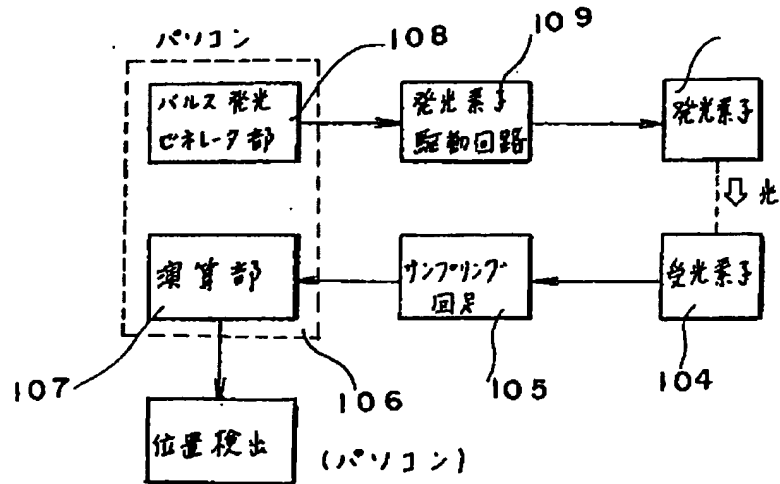 パソコン
108
109
パルス発光
ゼネレータ部
発光素子
駆動回路
発光素子
光
演算部
サンプリング
回足
受光素子
107
106
105
104
位置検出
(パソコン)